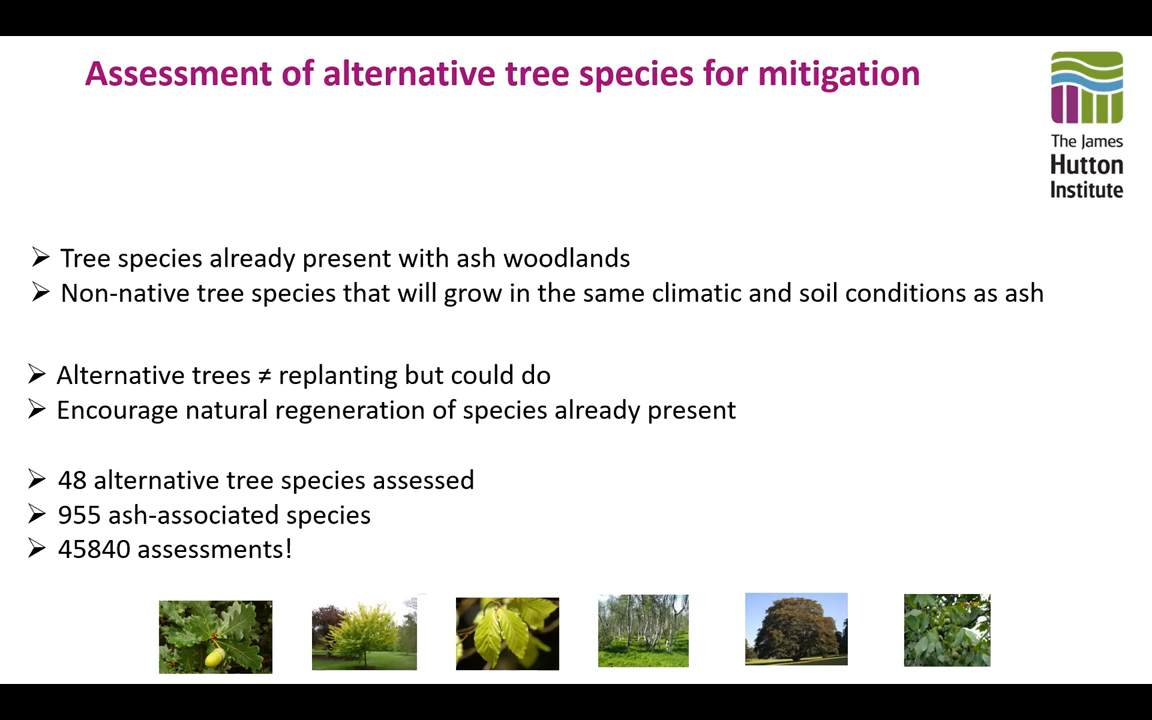 Assessment of alternative tree species for mitigation
The James
Hutton
Institute
➢ Tree species already present with ash woodlands
➢ Non-native tree species that will grow in the same climatic and soil conditions as ash
➢ Alternative trees ≠ replanting but could do
➢ Encourage natural regeneration of species already present
➢ 48 alternative tree species assessed
➢ 955 ash-associated species
➢ 45840 assessments!